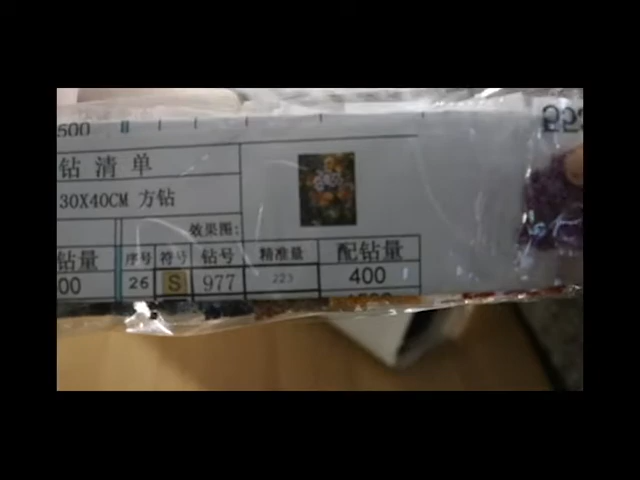 500
钻清单
30X40CM 方钻
效果图:
钻量 序号 符号 钻号 精准量 配钻量
00 26 S 977 223 400